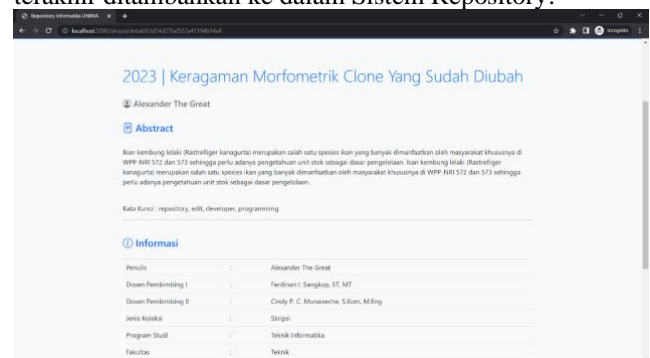 terakhir ditambahkan ke dalam Sistem Repository.
Repository Informatika UNIMA
localhost:5000/
Incognito
2023 | Keragaman Morfometrik Clone Yang Sudah Diubah
Alexander The Great
Abstract
Ikan kembung lelaki (Rastrelliger kanagurta) merupakan salah satu spesies ikan yang banyak dimanfaatkan oleh masyarakat khususnya di
WPP-NRI 572 dan 573 sehingga perlu adanya pengetahuan unit stok sebagai dasar pengelolaan. Ikan kembung lelaki (Rastrelliger
kanagurta) merupakan salah satu spesies ikan yang banyak dimanfaatkan oleh masyarakat khususnya di WPP-NRI 572 dan 573 sehingga
perlu adanya pengetahuan unit stok sebagai dasar pengelolaan.
Kata Kunci : repository, edit, developer, programming
Informasi
Penulis : Alexander The Great
Dosen Pembimbing I : Ferdinan I. Sangkop, ST, MT
Dosen Pembimbing II : Cindy P. C. Munaiseche, S.Kom, M.Eng
Jenis Koleksi : Skripsi
Program Studi : Teknik Informatika
Fakultas : Teknik